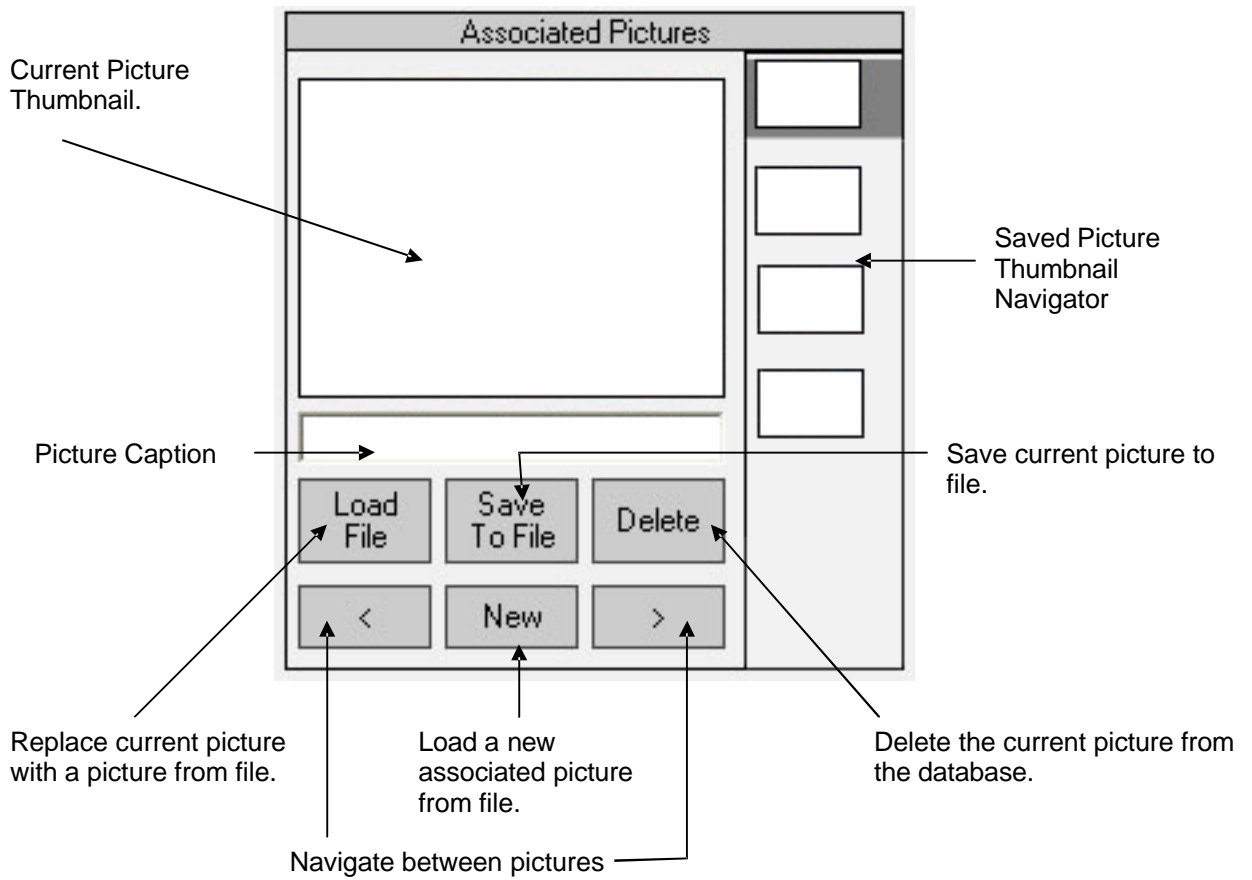 Associated Pictures
Current Picture
Thumbnail.
Saved Picture
Thumbnail
Navigator
Picture Caption
Save current picture to
file.
Load
File
Save
To File
Delete
<
New
>
Replace current picture
with a picture from file.
Load a new
associated picture
from file.
Delete the current picture from
the database.
Navigate between pictures